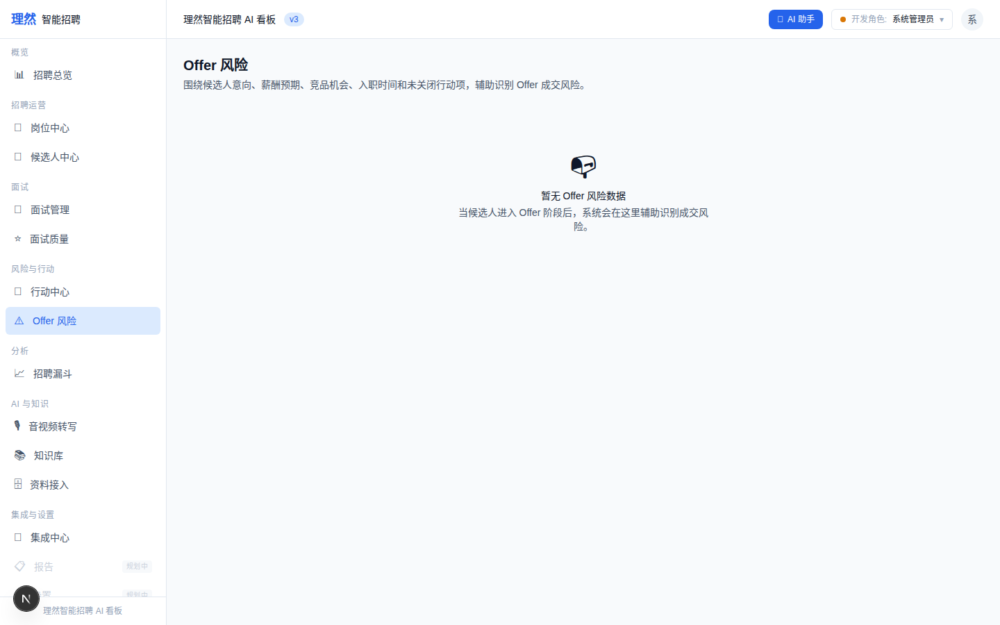 理然 智能招聘
概览
招聘总览
招聘运营
岗位中心
候选人中心
面试
面试管理
面试质量
风险与行动
行动中心
Offer 风险
分析
招聘漏斗
AI 与知识
音视频转写
知识库
资料接入
集成与设置
集成中心
报告 规划中
置 规划中
理然智能招聘 AI 看板
理然智能招聘 AI 看板 v3
AI 助手
开发角色: 系统管理员
系
Offer 风险
围绕候选人意向、薪酬预期、竞品机会、入职时间和未关闭行动项，辅助识别 Offer 成交风险。
暂无 Offer 风险数据
当候选人进入 Offer 阶段后，系统会在这里辅助识别成交风
险。